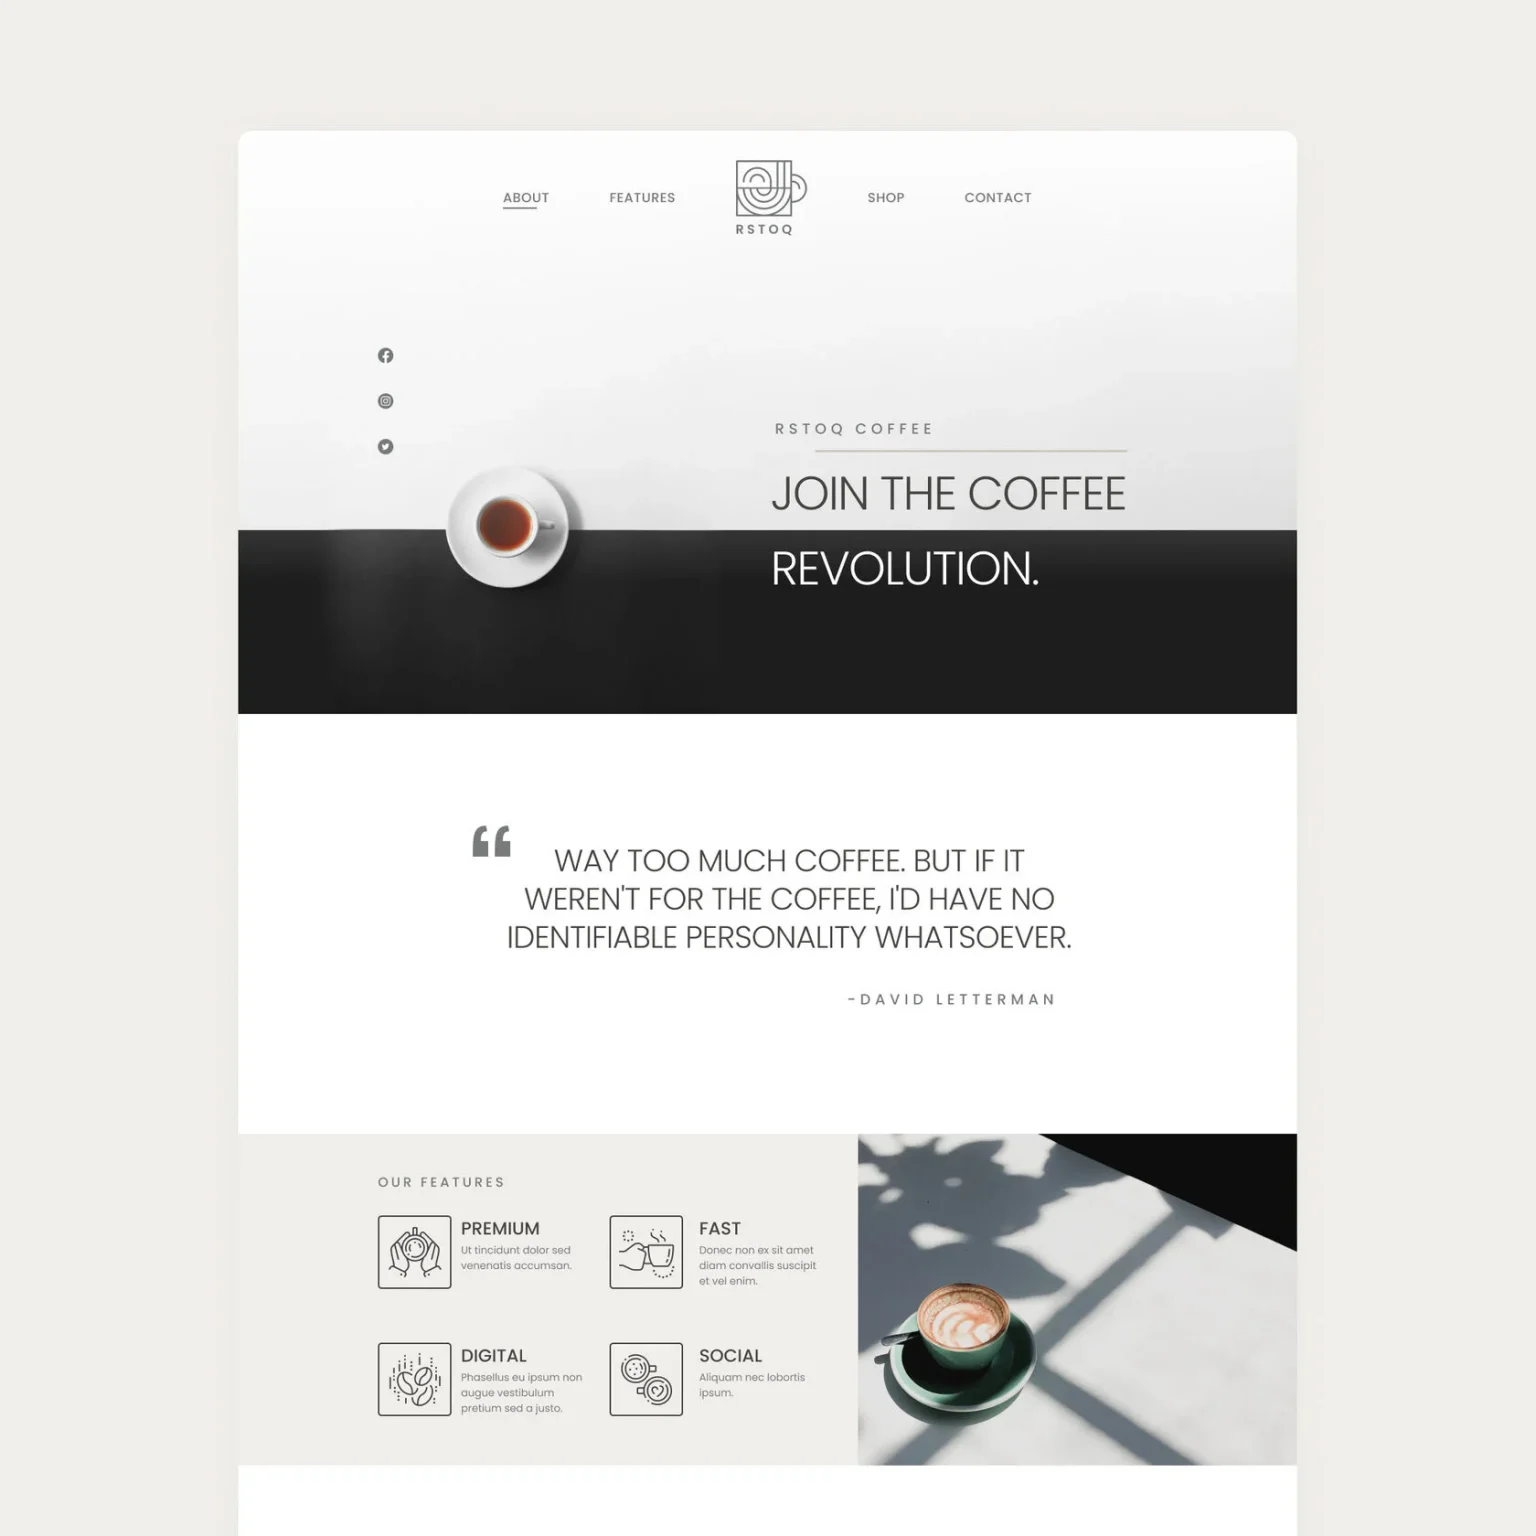 ABOUT
FEATURES
RSTOQ
SHOP
CONTACT
RSTOQ COFFEE
JOIN THE COFFEE
REVOLUTION.
“
WAY TOO MUCH COFFEE. BUT IF IT
WEREN'T FOR THE COFFEE, I'D HAVE NO
IDENTIFIABLE PERSONALITY WHATSOEVER.
-DAVID LETTERMAN
OUR FEATURES
PREMIUM
Ut tincidunt dolor sed
venenatis accumsan.
FAST
Donec non ex sit amet
diam convallis suscipit
et vel enim.
DIGITAL
Phasellus eu ipsum non
augue vestibulum
pretium sed a justo.
SOCIAL
Aliquam nec lobortis
ipsum.